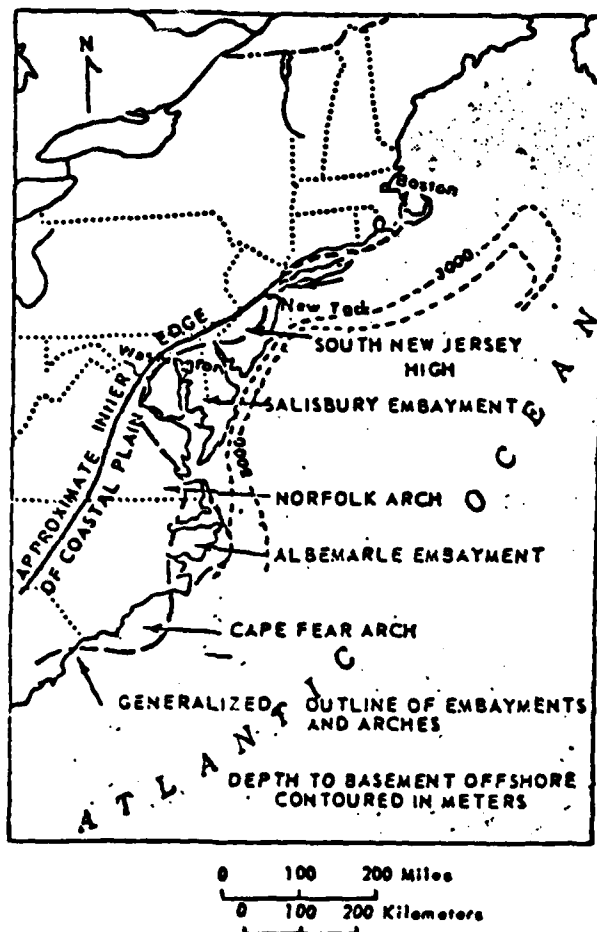 N
Boston
3000
New York
EDGE
SOUTH NEW JERSEY
HIGH
SALISBURY EMBAYMENT
APPROXIMATE INNER
OF COASTAL PLAIN
NORFOLK ARCH
ALBEMARLE EMBAYMENT
CAPE FEAR ARCH
GENERALIZED OUTLINE OF EMBAYMENTS
AND ARCHES
ATLANTIC OCEAN
DEPTH TO BASEMENT OFFSHORE
CONTOURED IN METERS
0 100 200 Miles
0 100 200 Kilometers